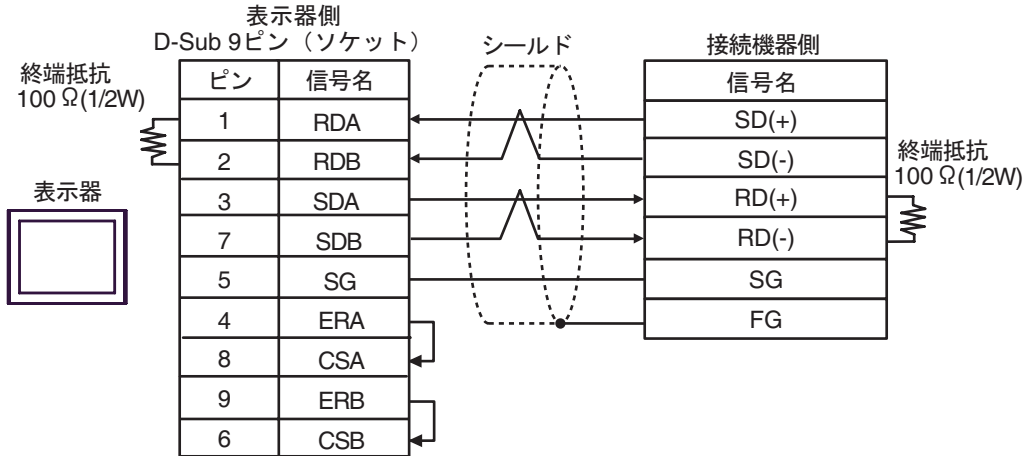 表示器側
D-Sub 9ピン（ソケット）
シールド
接続機器側
終端抵抗
100 Ω(1/2W)
ピン 信号名
信号名
1 RDA
SD(+)
2 RDB
SD(-)
終端抵抗
100 Ω(1/2W)
表示器
3 SDA
RD(+)
7 SDB
RD(-)
5 SG
SG
4 ERA
FG
8 CSA
9 ERB
6 CSB